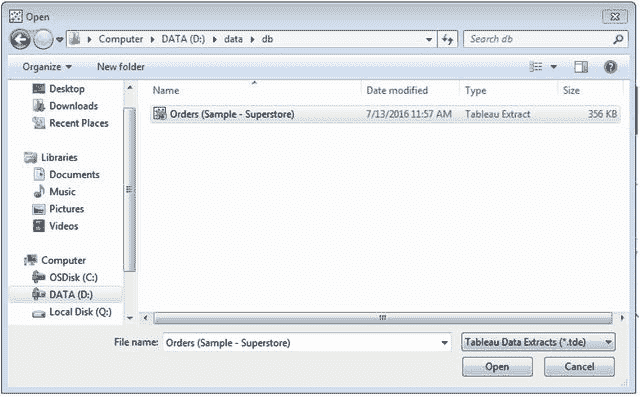 Open
Computer ▸ DATA (D:) ▸ data ▸ db
Search db
Organize
New folder
Name
Date modified
Type
Size
Orders (Sample - Superstore)
7/13/2016 11:57 AM
Tableau Extract
356 KB
Desktop
Downloads
Recent Places
Libraries
Documents
Music
Pictures
Videos
Computer
OSDisk (C:)
DATA (D:)
Local Disk (Q:)
File name:
Orders (Sample - Superstore)
Tableau Data Extracts (*.tde)
Open
Cancel